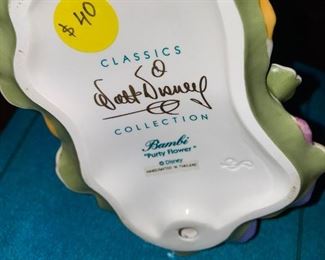 $40
CLASSICS
Walt Disney
COLLECTION
Bambi
"Purty Flower"
© Disney
HANDCRAFTED IN THAILAND